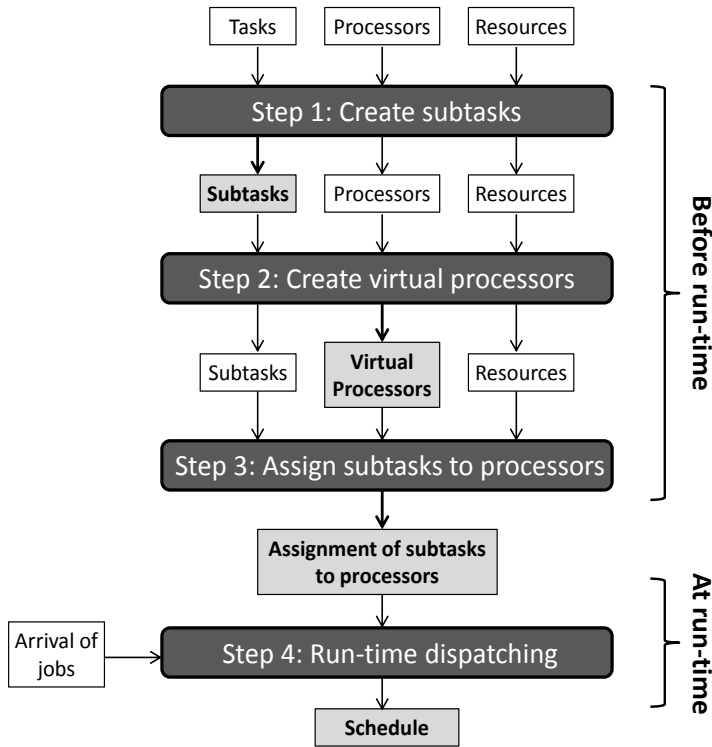 Tasks
Processors
Resources
Step 1: Create subtasks
Subtasks
Processors
Resources
Step 2: Create virtual processors
Subtasks
Virtual
Processors
Resources
Step 3: Assign subtasks to processors
Assignment of subtasks
to processors
Arrival of
jobs
Step 4: Run-time dispatching
Schedule
Before run-time
At run-time